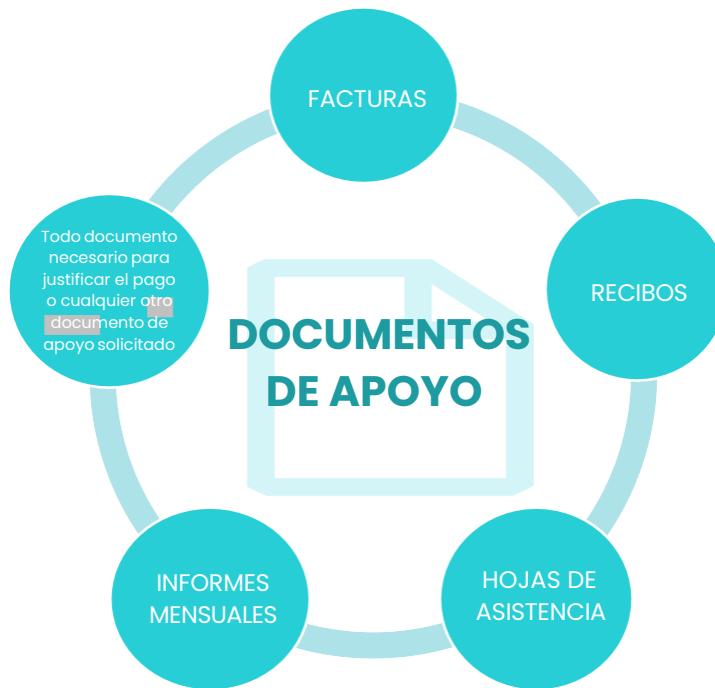 FACTURAS
RECIBOS
HOJAS DE
ASISTENCIA
INFORMES
MENSUALES
Todo documento
necesario para
justificar el pago
o cualquier otro
documento de
apoyo solicitado
DOCUMENTOS
DE APOYO